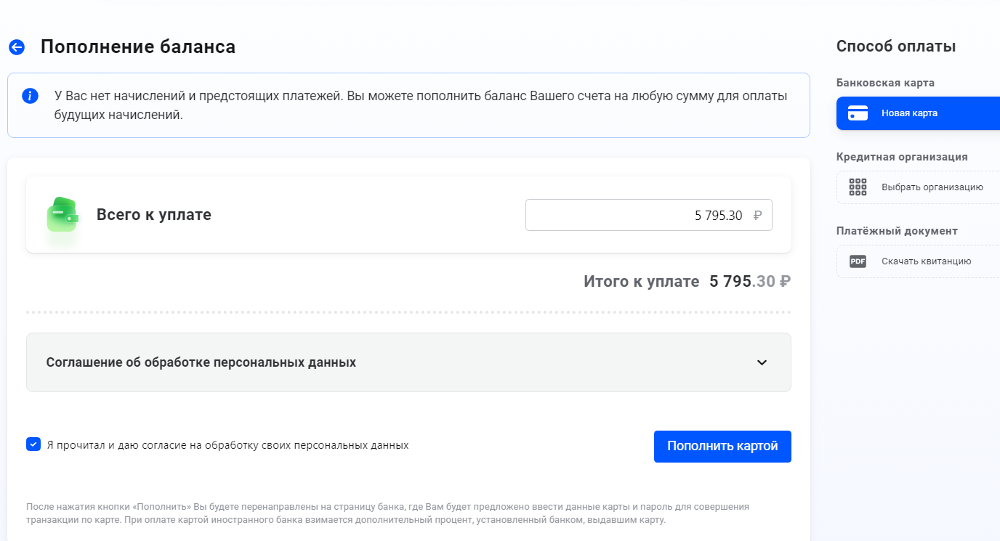 Пополнение баланса
У Вас нет начислений и предстоящих платежей. Вы можете пополнить баланс Вашего счета на любую сумму для оплаты
будущих начислений.
Всего к уплате
5 795.30 ₽
Итого к уплате 5 795.30 ₽
Соглашение об обработке персональных данных
Я прочитал и даю согласие на обработку своих персональных данных
Пополнить картой
После нажатия кнопки «Пополнить» Вы будете перенаправлены на страницу банка, где Вам будет предложено ввести данные карты и пароль для совершения
транзакции по карте. При оплате картой иностранного банка взимается дополнительный процент, установленный банком, выдавшим карту.
Способ оплаты
Банковская карта
Новая карта
Кредитная организация
Выбрать организацию
Платёжный документ
PDF Скачать квитанцию